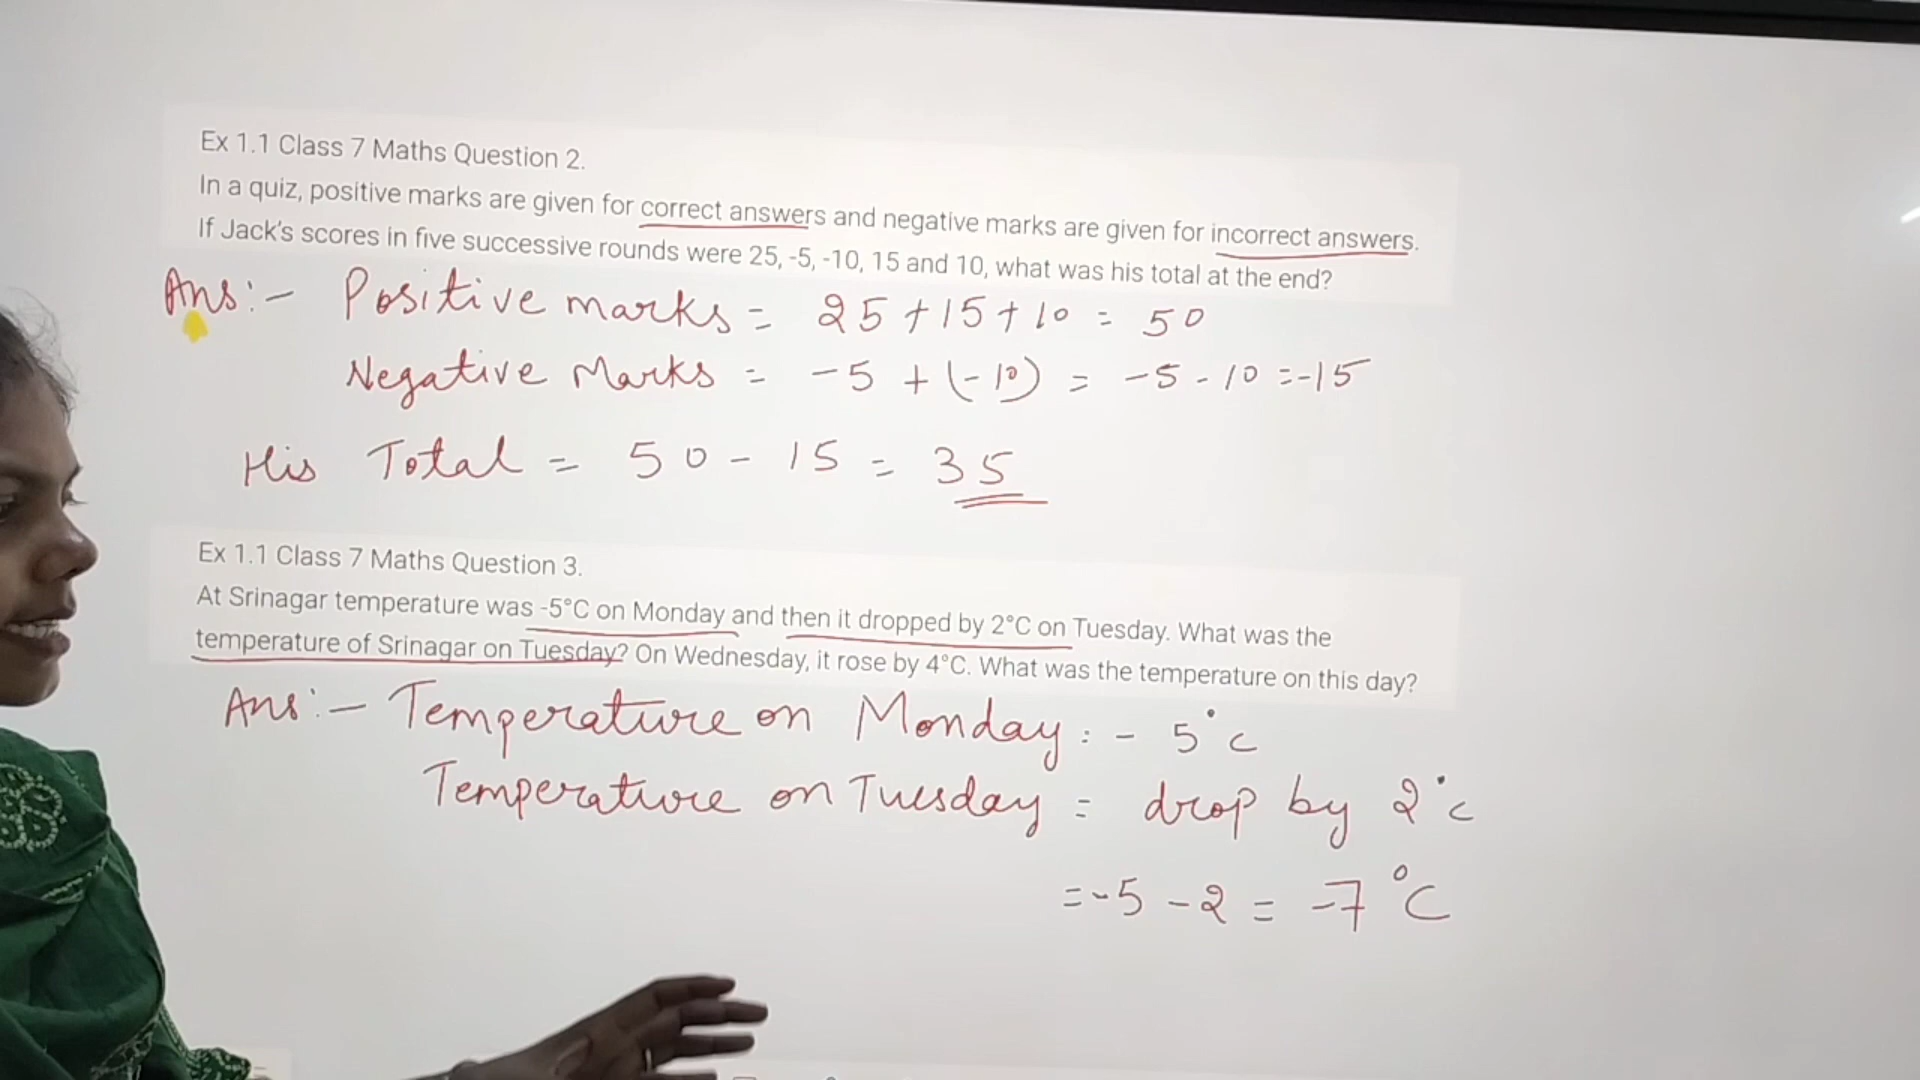 Ex 1.1 Class 7 Maths Question 2.
In a quiz, positive marks are given for correct answers and negative marks are given for incorrect answers.
If Jack's scores in five successive rounds were 25, -5, -10, 15 and 10, what was his total at the end?
Ans:- Positive marks = 25 + 15 + 10 = 50
Negative Marks = -5 + (-10) = -5 - 10 = -15
His Total = 50 - 15 = 35
Ex 1.1 Class 7 Maths Question 3.
At Srinagar temperature was -5°C on Monday and then it dropped by 2°C on Tuesday. What was the
temperature of Srinagar on Tuesday? On Wednesday, it rose by 4°C. What was the temperature on this day?
Ans:- Temperature on Monday: - 5°c
Temperature on Tuesday = drop by 2°c
= -5 - 2 = -7°C